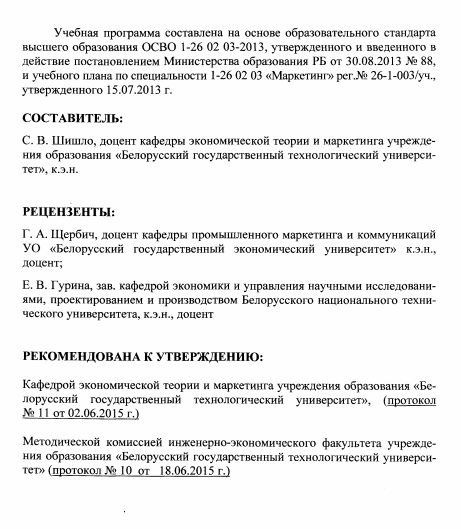 Учебная программа составлена на основе образовательного стандарта
высшего образования ОСВО 1-26 02 03-2013, утвержденного и введенного в
действие постановлением Министерства образования РБ от 30.08.2013 № 88,
и учебного плана по специальности 1-26 02 03 «Маркетинг» рег.№ 26-1-003/уч.,
утвержденного 15.07.2013 г.
СОСТАВИТЕЛЬ:
С. В. Шишло, доцент кафедры экономической теории и маркетинга учрежде-
ния образования «Белорусский государственный технологический универси-
тет», к.э.н.
РЕЦЕНЗЕНТЫ:
Г. А. Щербич, доцент кафедры промышленного маркетинга и коммуникаций
УО «Белорусский государственный экономический университет» к.э.н.,
доцент;
Е. В. Гурина, зав. кафедрой экономики и управления научными исследовани-
ями, проектированием и производством Белорусского национального техни-
ческого университета, к.э.н., доцент
РЕКОМЕНДОВАНА К УТВЕРЖДЕНИЮ:
Кафедрой экономической теории и маркетинга учреждения образования «Бе-
лорусский государственный технологический университет», (протокол
№ 11 от 02.06.2015 г.)
Методической комиссией инженерно-экономического факультета учрежде-
ния образования «Белорусский государственный технологический универси-
тет» (протокол № 10 от 18.06.2015 г.)